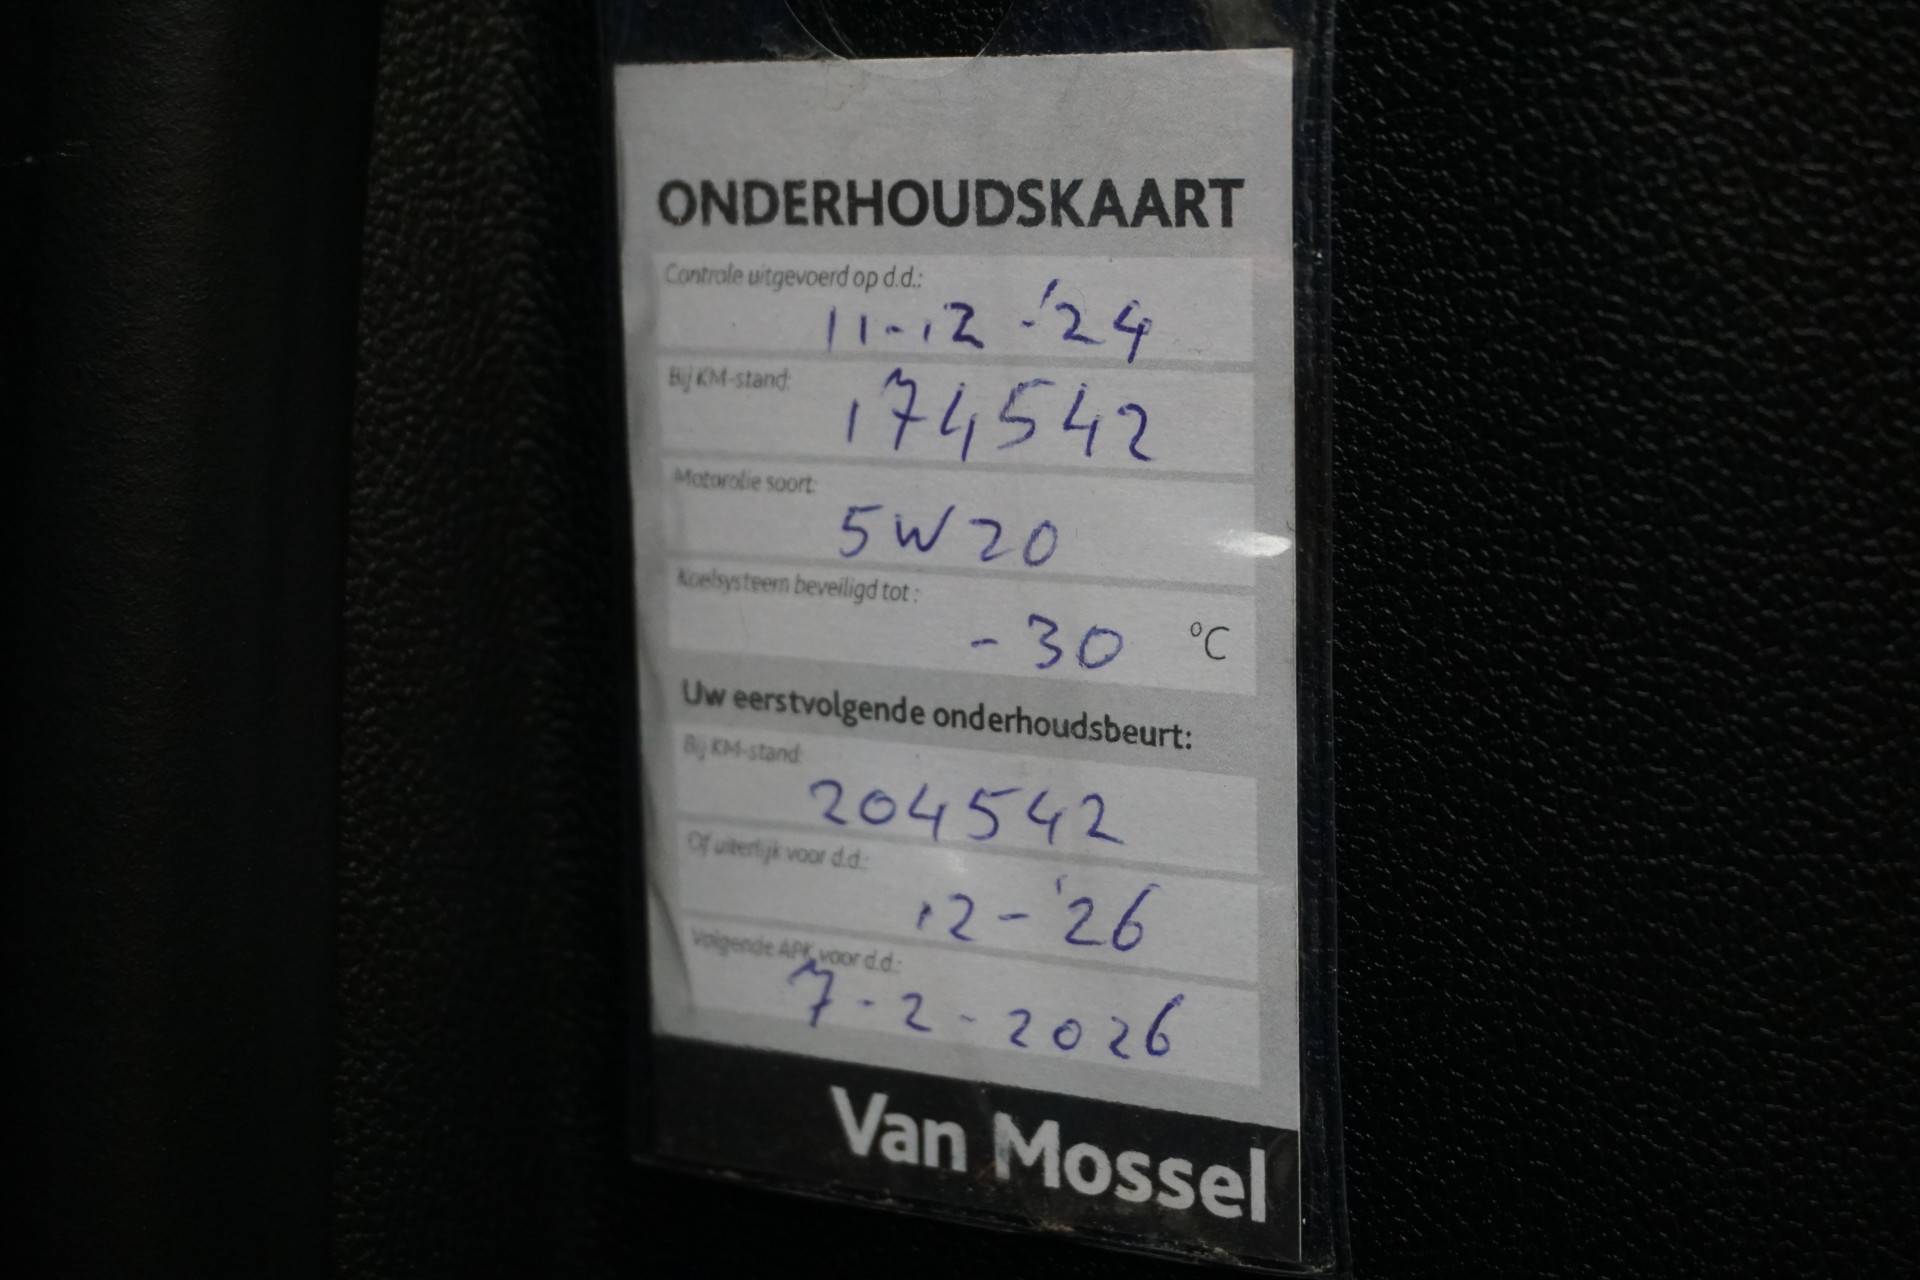 ONDERHOUDSKAART
Controle uitgevoerd op d.d.:
11-12-'24
Bij KM-stand:
174542
Motorolie soort:
5W20
Koelsysteem beveiligd tot :
-30 °C
Uw eerstvolgende onderhoudsbeurt:
Bij KM-stand:
204542
Of uiterlijk voor d.d.:
12-'26
Volgende APK voor d.d.:
7-2-2026
Van Mossel